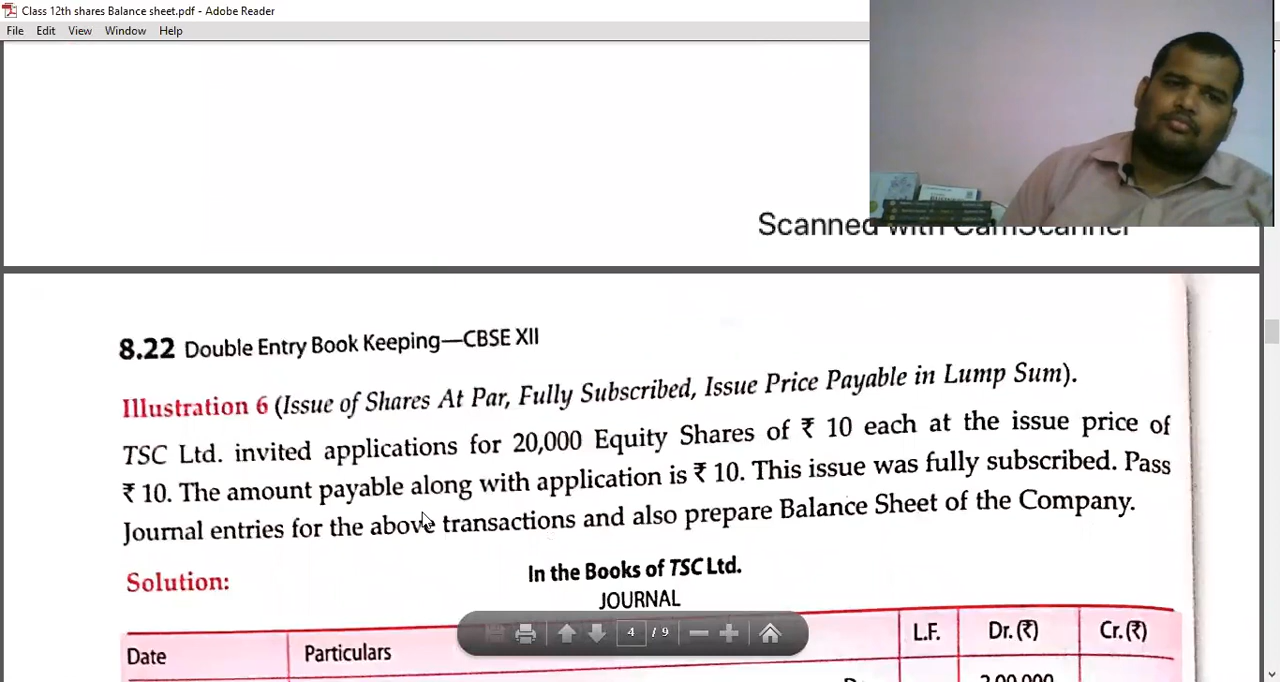 Class 12th shares Balance sheet.pdf - Adobe Reader
File Edit View Window Help
Scanned with CamScanner
8.22 Double Entry Book Keeping—CBSE XII
Illustration 6 (Issue of Shares At Par, Fully Subscribed, Issue Price Payable in Lump Sum).
TSC Ltd. invited applications for 20,000 Equity Shares of ₹ 10 each at the issue price of
₹ 10. The amount payable along with application is ₹ 10. This issue was fully subscribed. Pass
Journal entries for the above transactions and also prepare Balance Sheet of the Company.
Solution:
In the Books of TSC Ltd.
JOURNAL
4 / 9
Date Particulars L.F. Dr. (₹) Cr. (₹)
Dr. 2,00,000